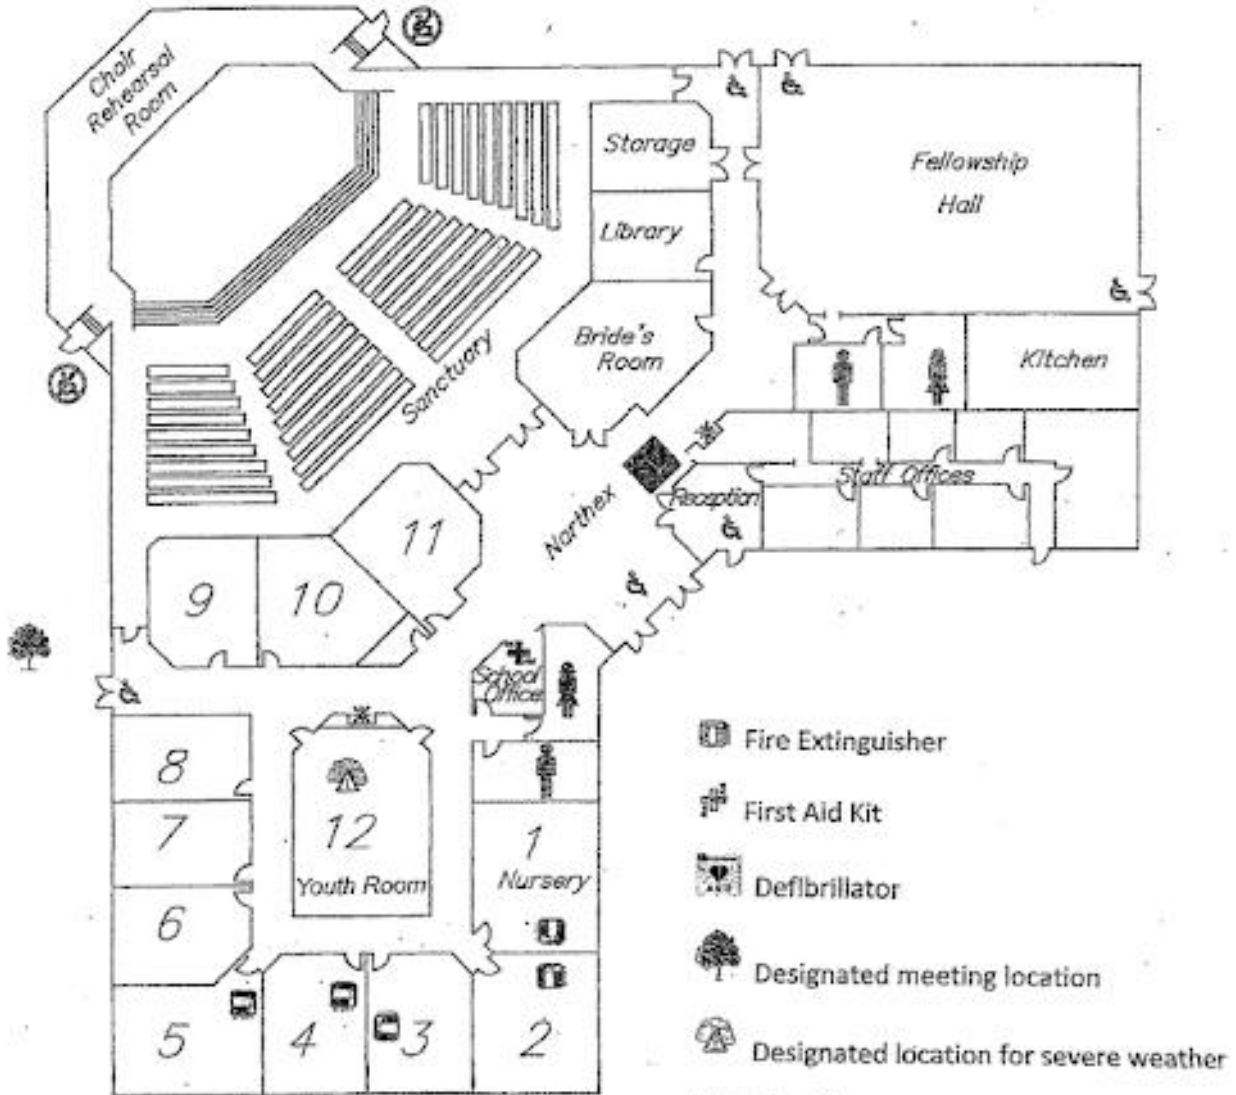 Choir
Rehearsal
Room
Storage
Library
Bride's
Room
Fellowship
Hall
Kitchen
Sanctuary
Staff Offices
Reception
Narthex
11
9
10
School
Office
8
7
6
5
4
3
2
12
Youth Room
1
Nursery
Fire Extinguisher
First Aid Kit
Defibrillator
Designated meeting location
Designated location for severe weather